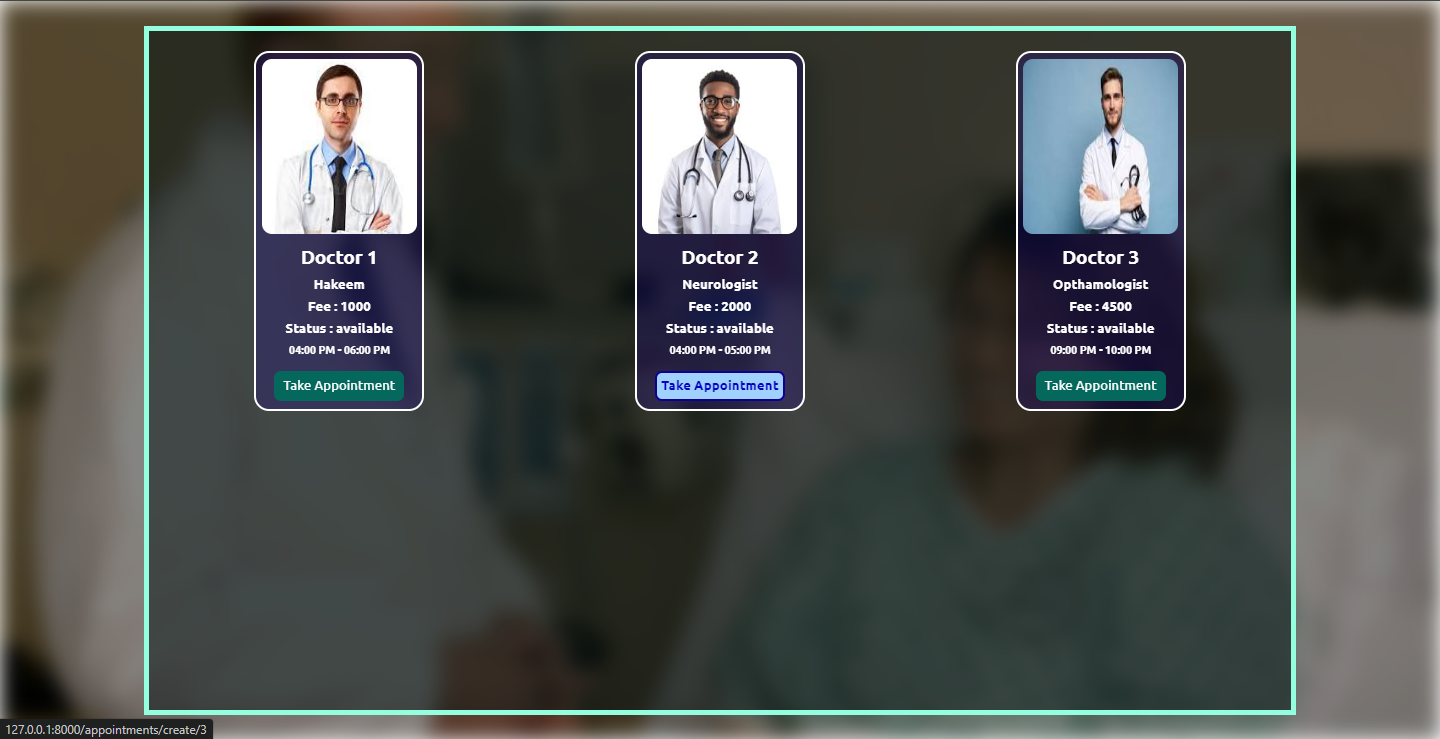 Doctor 1
Hakeem
Fee : 1000
Status : available
04:00 PM - 06:00 PM
Take Appointment
Doctor 2
Neurologist
Fee : 2000
Status : available
04:00 PM - 05:00 PM
Take Appointment
Doctor 3
Opthamologist
Fee : 4500
Status : available
09:00 PM - 10:00 PM
Take Appointment
127.0.0.1:8000/appointments/create/3